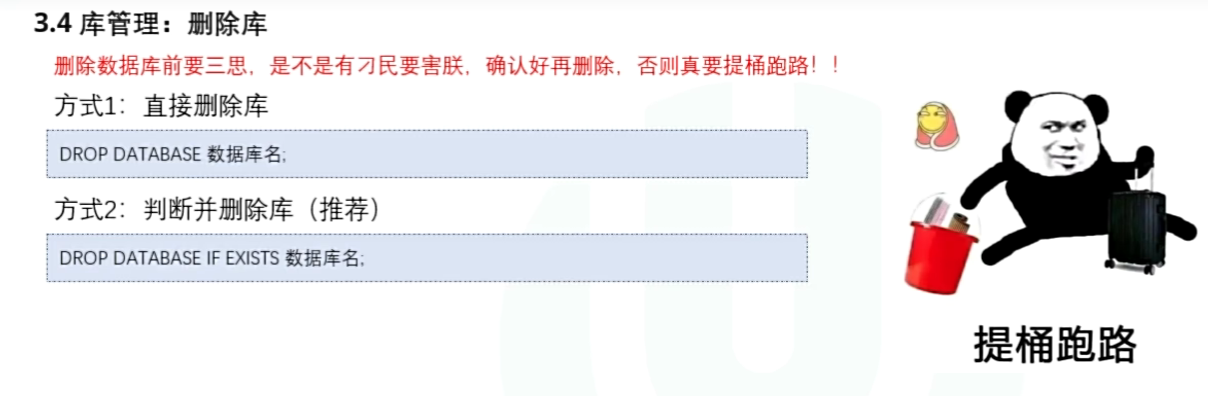 3.4 库管理：删除库
删除数据库前要三思，是不是有刁民要害朕，确认好再删除，否则真要提桶跑路！！
方式1：直接删除库
DROP DATABASE 数据库名;
方式2：判断并删除库（推荐）
DROP DATABASE IF EXISTS 数据库名;
提桶跑路